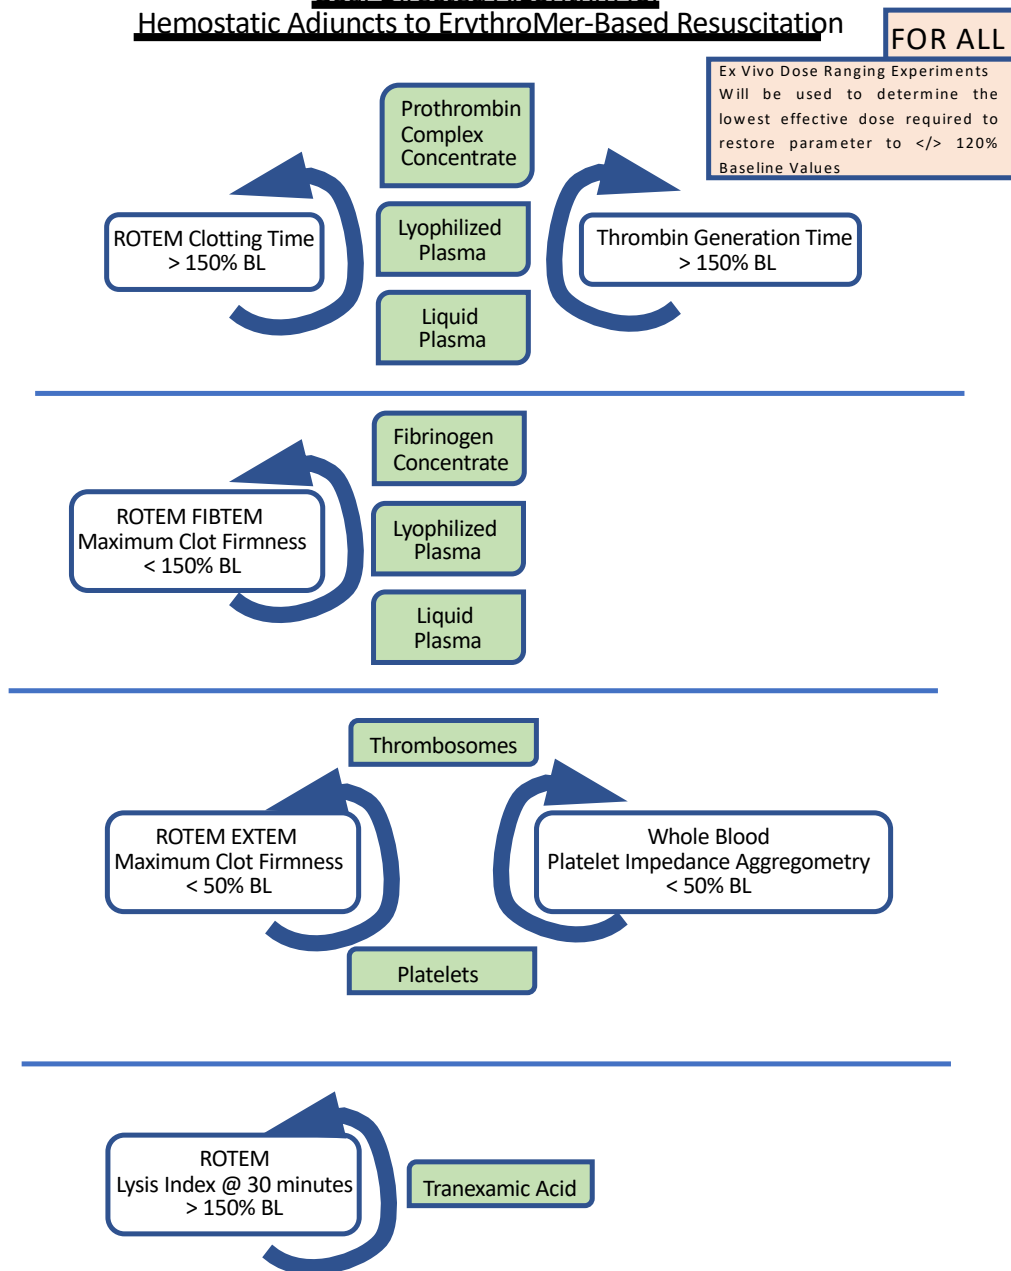 Hemostatic Adjuncts to ErythroMer-Based Resuscitation
FOR ALL
Ex Vivo Dose Ranging Experiments
Will be used to determine the
lowest effective dose required to
restore parameter to </> 120%
Baseline Values
Prothrombin
Complex
Concentrate
ROTEM Clotting Time
> 150% BL
Lyophilized
Plasma
Thrombin Generation Time
> 150% BL
Liquid
Plasma
Fibrinogen
Concentrate
ROTEM FIBTEM
Maximum Clot Firmness
< 150% BL
Lyophilized
Plasma
Liquid
Plasma
Thrombosomes
ROTEM EXTEM
Maximum Clot Firmness
< 50% BL
Whole Blood
Platelet Impedance Aggregometry
< 50% BL
Platelets
ROTEM
Lysis Index @ 30 minutes
> 150% BL
Tranexamic Acid